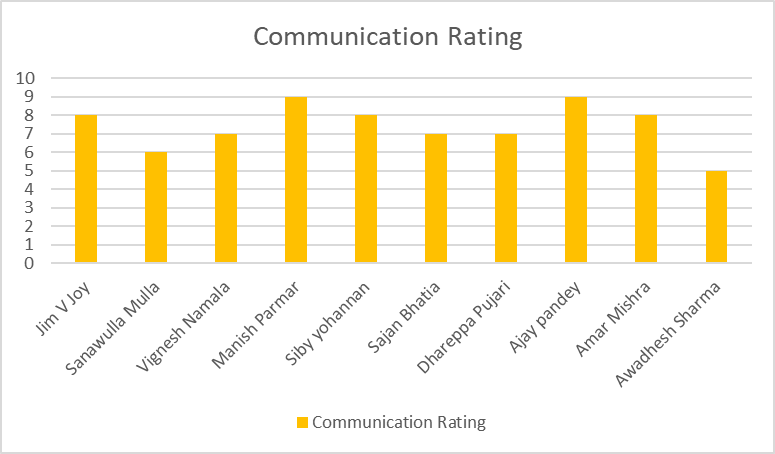 Communication Rating
10
9
8
7
6
5
4
3
2
1
0
Jim V Joy
Sanawulla Mulla
Vignesh Namala
Manish Parmar
Siby yohannan
Sajan Bhatia
Dhareppa Pujari
Ajay pandey
Amar Mishra
Awadhesh Sharma
Communication Rating